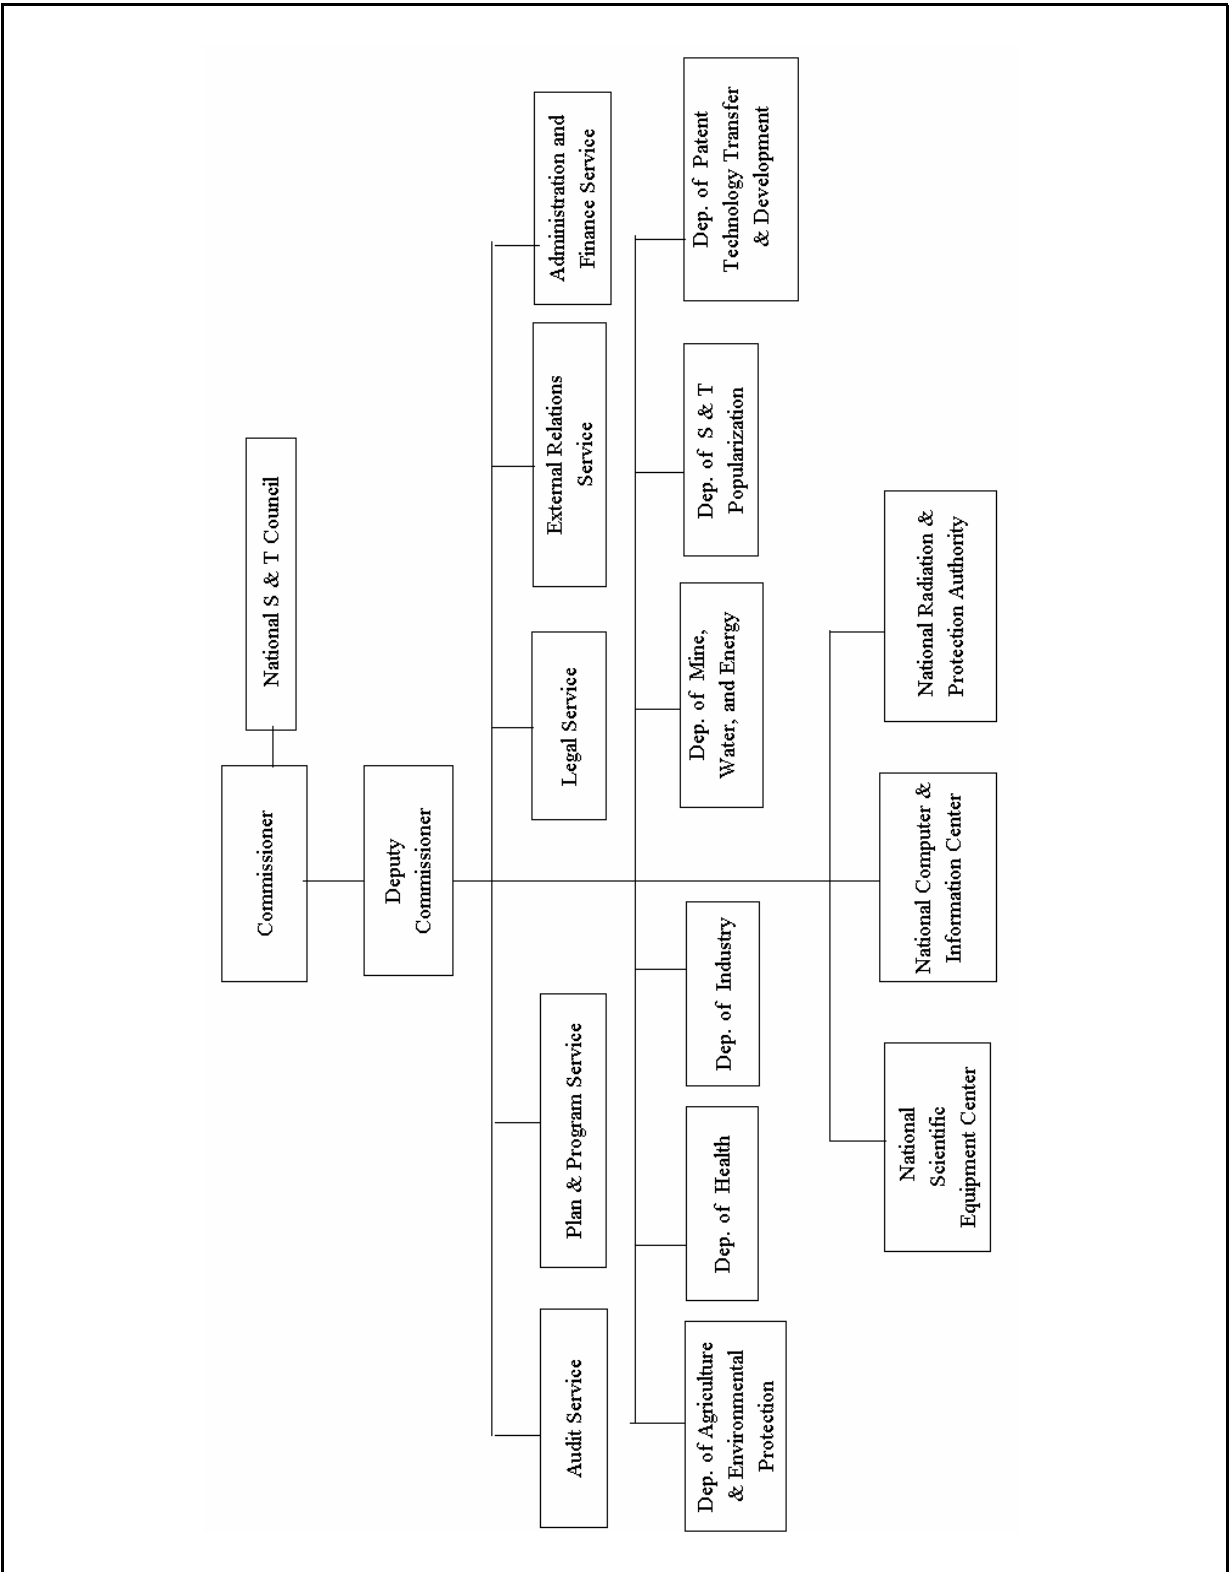 National S & T Council
Commissioner
Deputy
Commissioner
Audit Service
Plan & Program Service
Legal Service
External Relations
Service
Administration and
Finance Service
Dep. of Agriculture
& Environmental
Protection
Dep. of Health
Dep. of Industry
Dep. of Mine,
Water, and Energy
Dep. of S & T
Popularization
Dep. of Patent
Technology Transfer
& Development
National
Scientific
Equipment Center
National Computer &
Information Center
National Radiation &
Protection Authority